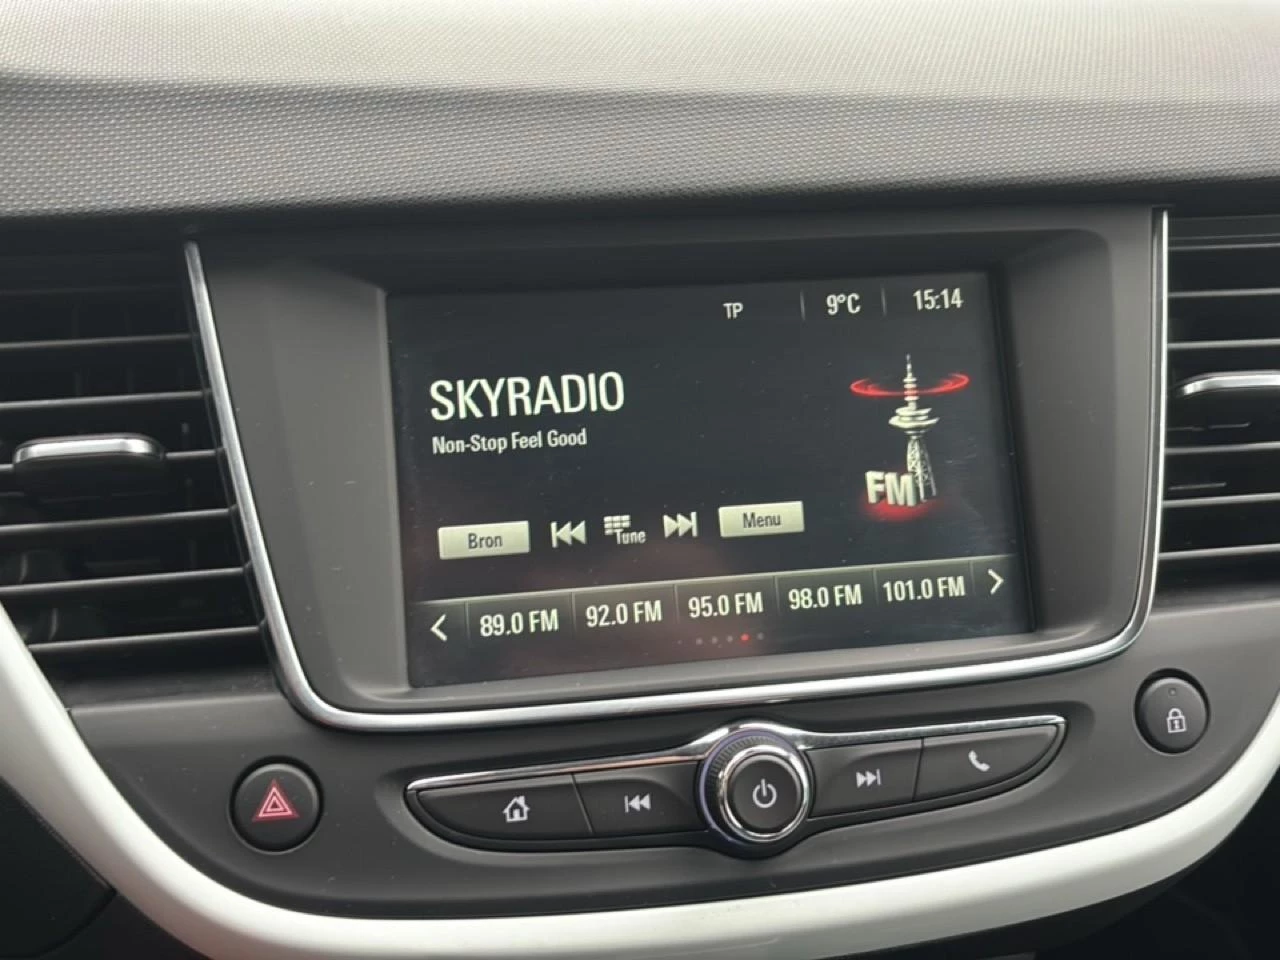 TP 9°C 15:14
SKYRADIO
Non-Stop Feel Good
FM
Bron Tune Menu
89.0 FM 92.0 FM 95.0 FM 98.0 FM 101.0 FM